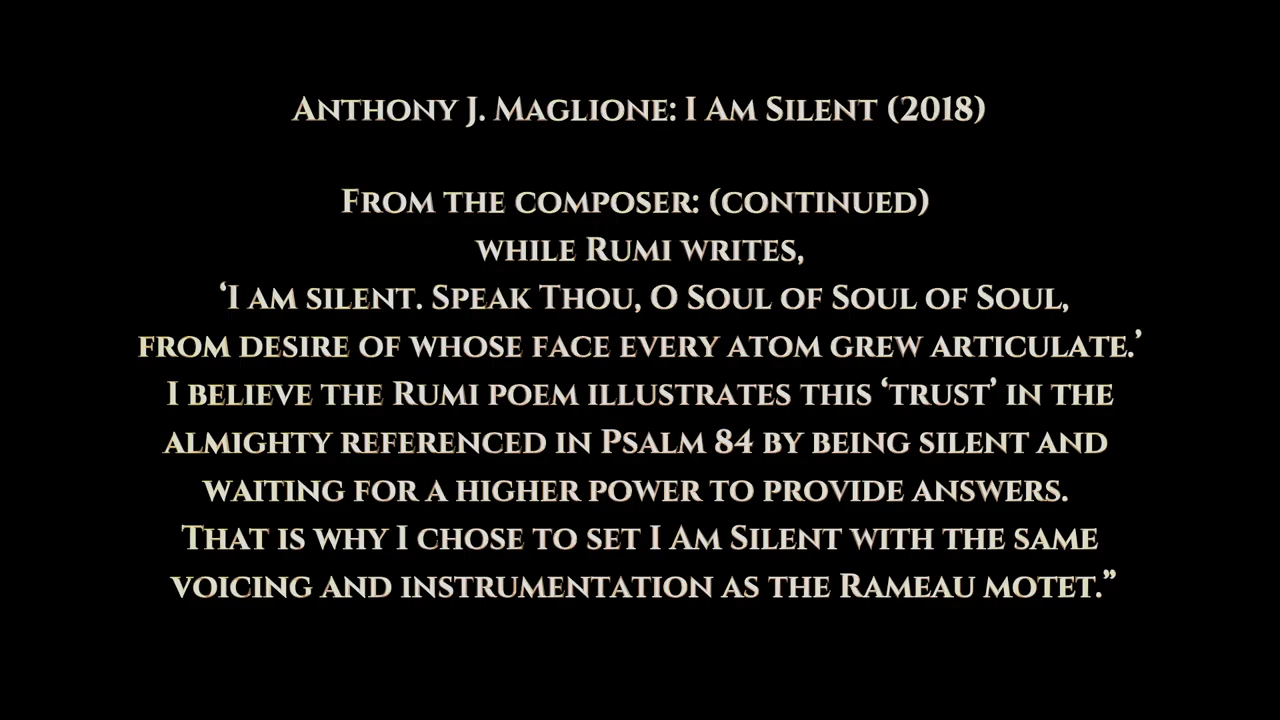 Anthony J. Maglione: I Am Silent (2018)
From the composer: (continued)
while Rumi writes,
‘I am silent. Speak Thou, O Soul of Soul of Soul,
from desire of whose face every atom grew articulate.’
I believe the Rumi poem illustrates this ‘trust’ in the
almighty referenced in Psalm 84 by being silent and
waiting for a higher power to provide answers.
That is why I chose to set I Am Silent with the same
voicing and instrumentation as the Rameau motet.”